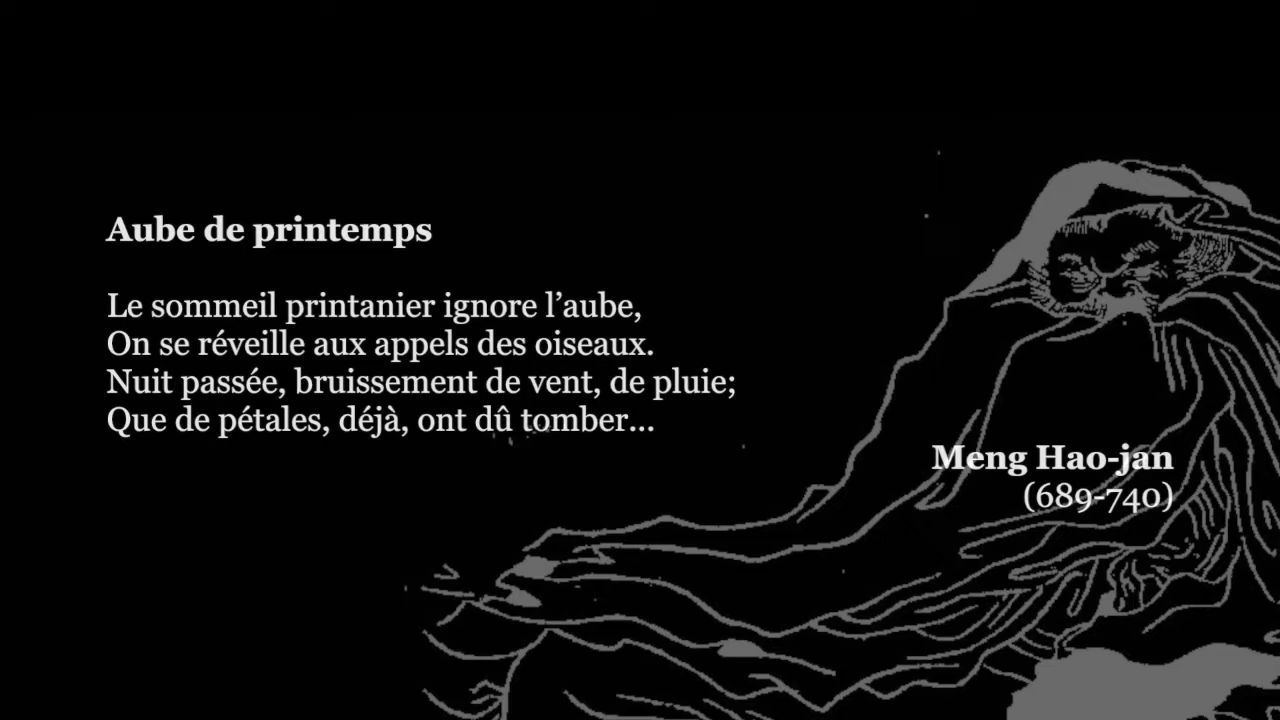 Aube de printemps
Le sommeil printanier ignore l’aube,
On se réveille aux appels des oiseaux.
Nuit passée, bruissement de vent, de pluie;
Que de pétales, déjà, ont dû tomber...
Meng Hao-jan
(689-740)